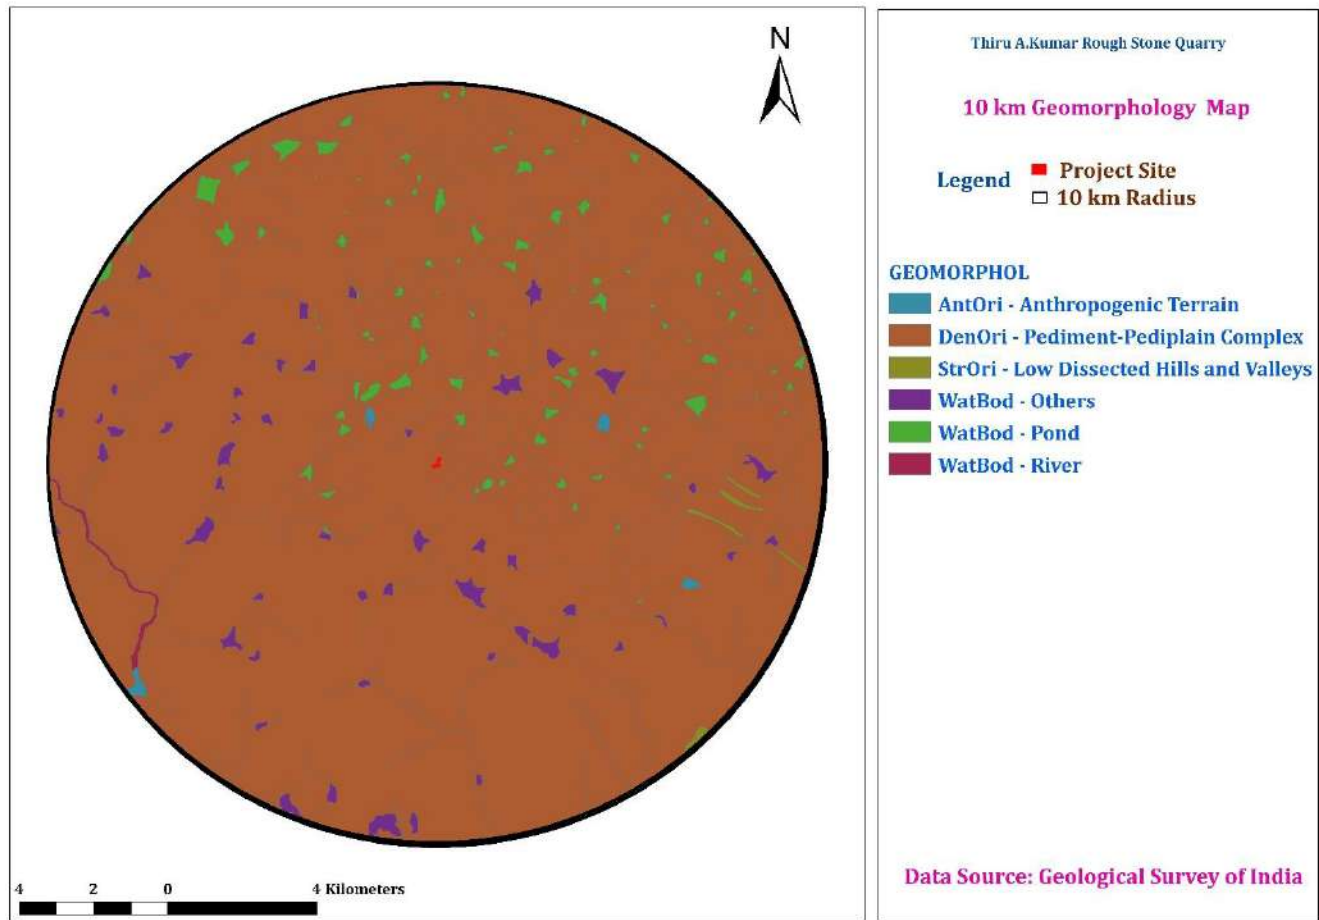 N
4 2 0 4 Kilometers
Thiru A.Kumar Rough Stone Quarry
10 km Geomorphology Map
Legend
Project Site
10 km Radius
GEOMORPHOL
AntOri - Anthropogenic Terrain
DenOri - Pediment-Pediplain Complex
StrOri - Low Dissected Hills and Valleys
WatBod - Others
WatBod - Pond
WatBod - River
Data Source: Geological Survey of India